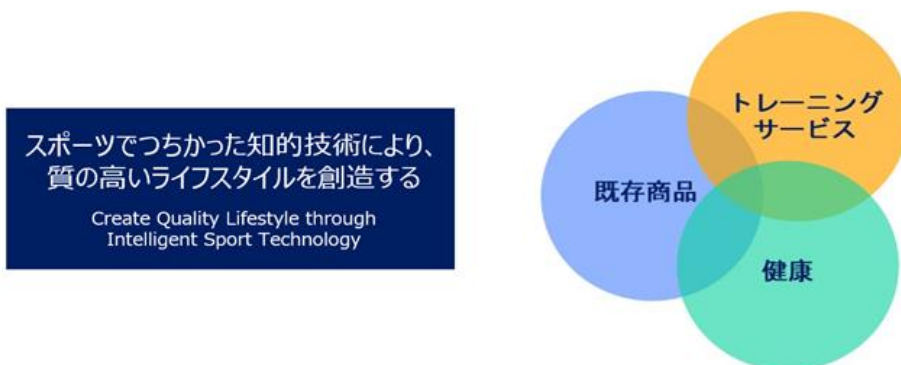 スポーツでつちかった知的技術により、
質の高いライフスタイルを創造する
Create Quality Lifestyle through
Intelligent Sport Technology
トレーニング
サービス
既存商品
健康